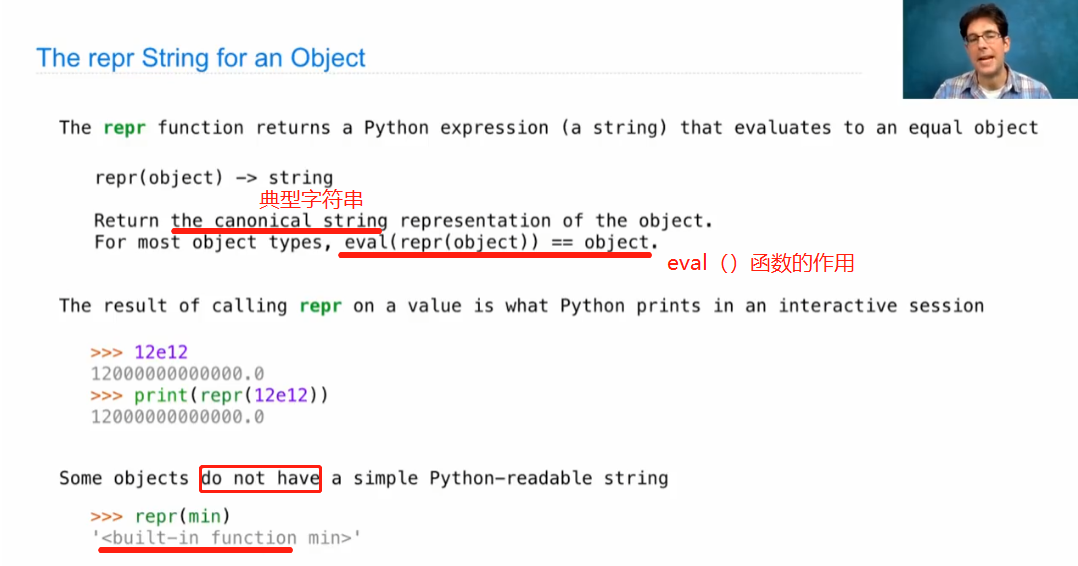 The repr String for an Object
The repr function returns a Python expression (a string) that evaluates to an equal object
repr(object) -> string
典型字符串
Return the canonical string representation of the object.
For most object types, eval(repr(object)) == object.
eval（）函数的作用
The result of calling repr on a value is what Python prints in an interactive session
>>> 12e12
12000000000000.0
>>> print(repr(12e12))
12000000000000.0
Some objects do not have a simple Python-readable string
>>> repr(min)
'<built-in function min>'